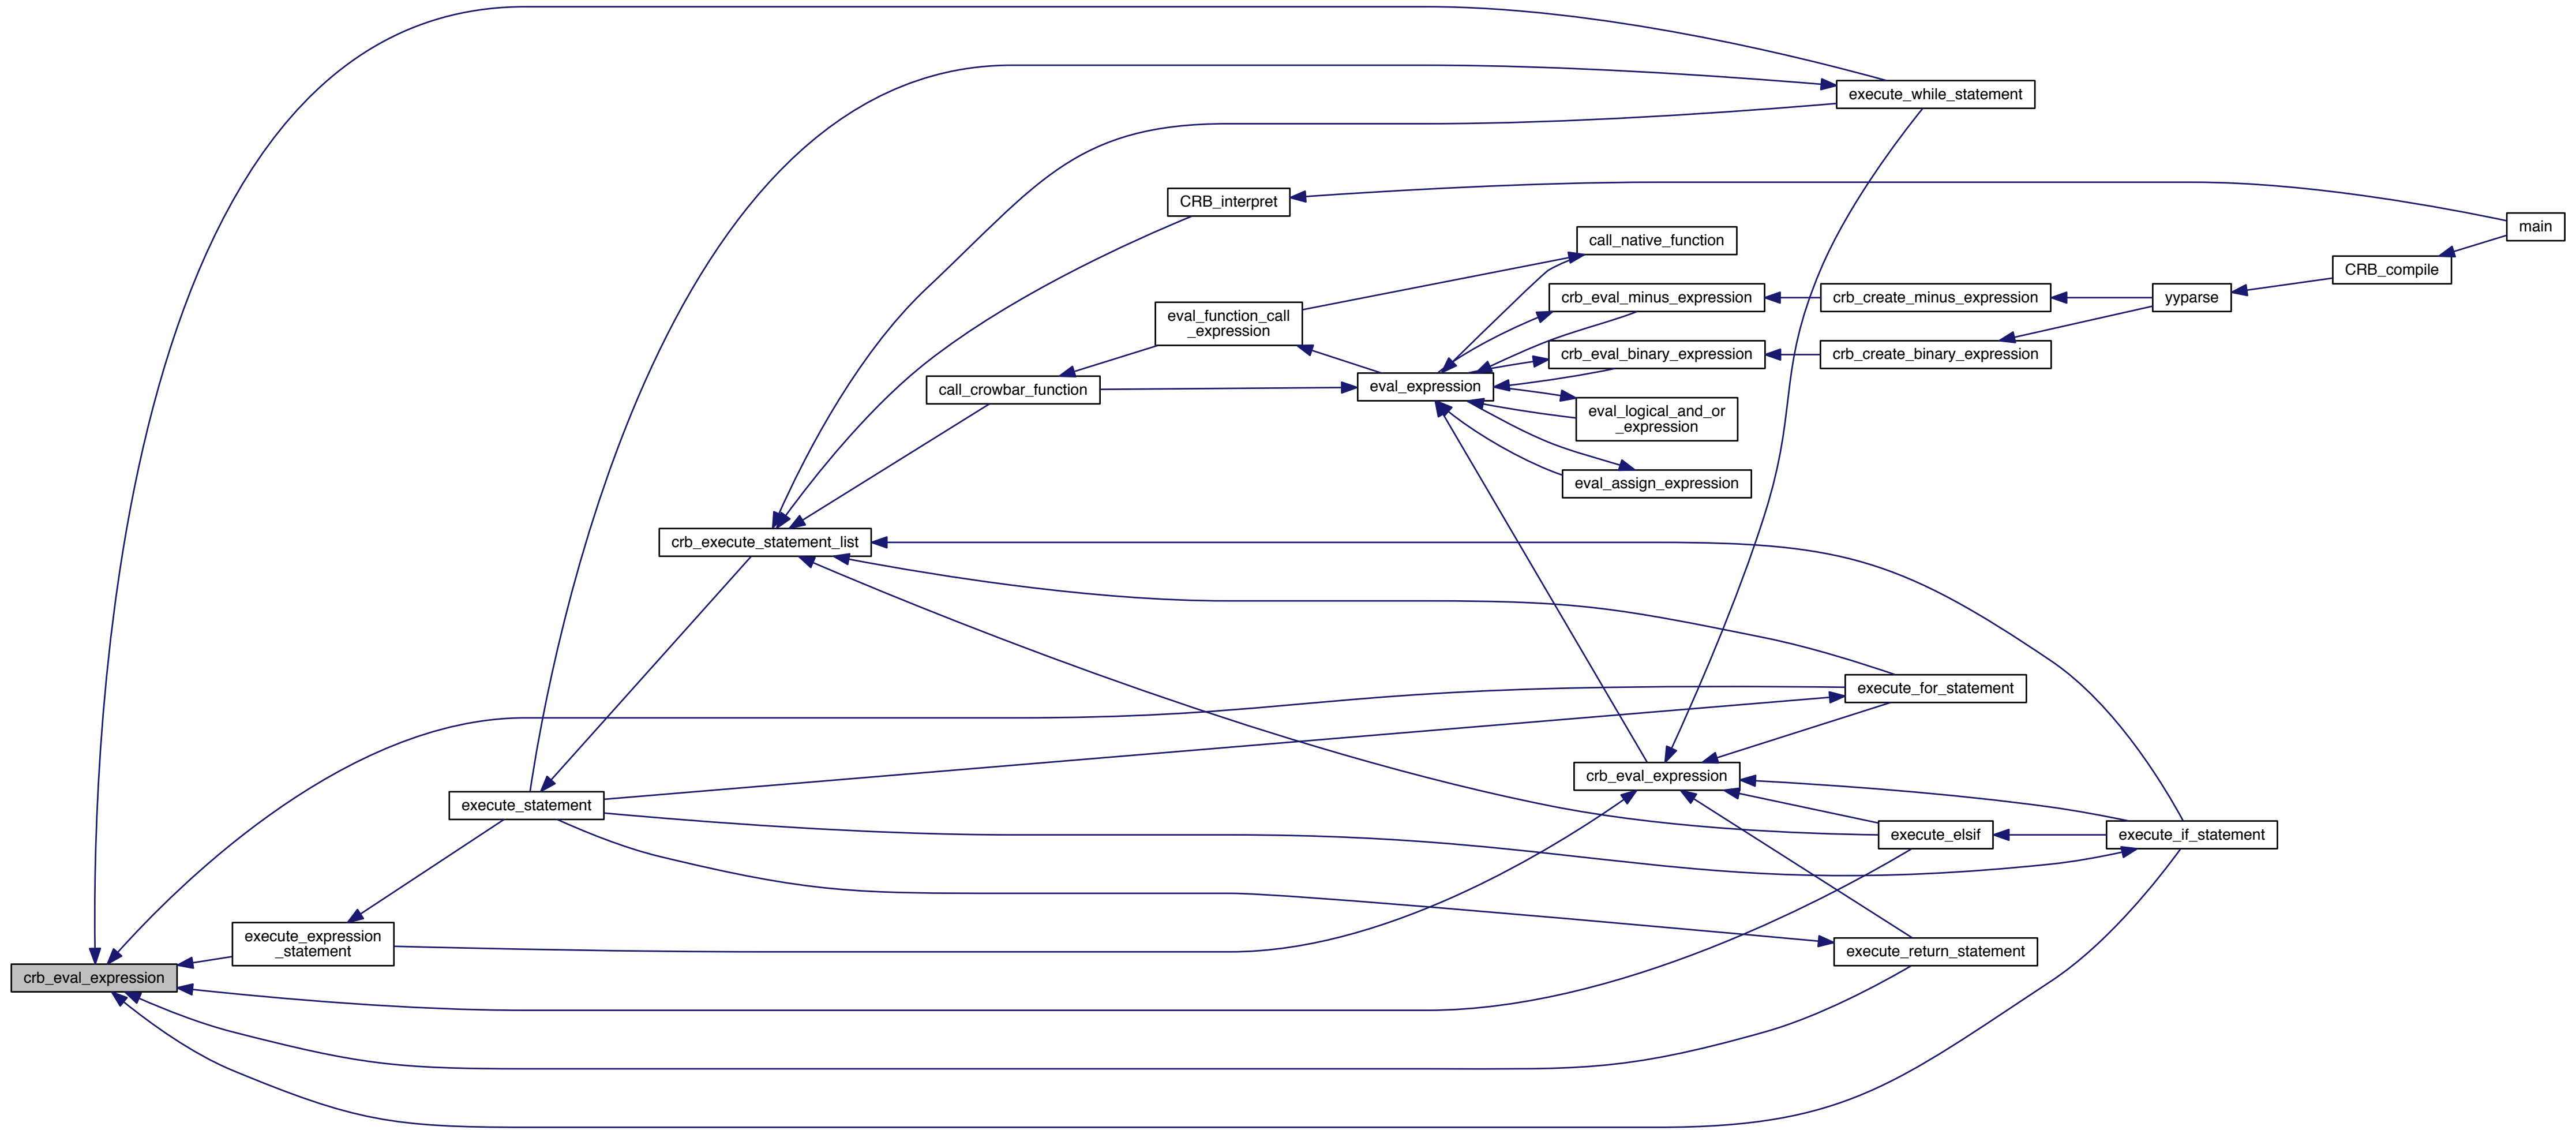 execute_while_statement
CRB_interpret
main
call_native_function
CRB_compile
crb_eval_minus_expression
crb_create_minus_expression
yyparse
eval_function_call
_expression
crb_eval_binary_expression
crb_create_binary_expression
call_crowbar_function
eval_expression
eval_logical_and_or
_expression
eval_assign_expression
crb_execute_statement_list
execute_for_statement
crb_eval_expression
execute_statement
execute_elsif
execute_if_statement
execute_expression
_statement
execute_return_statement
crb_eval_expression